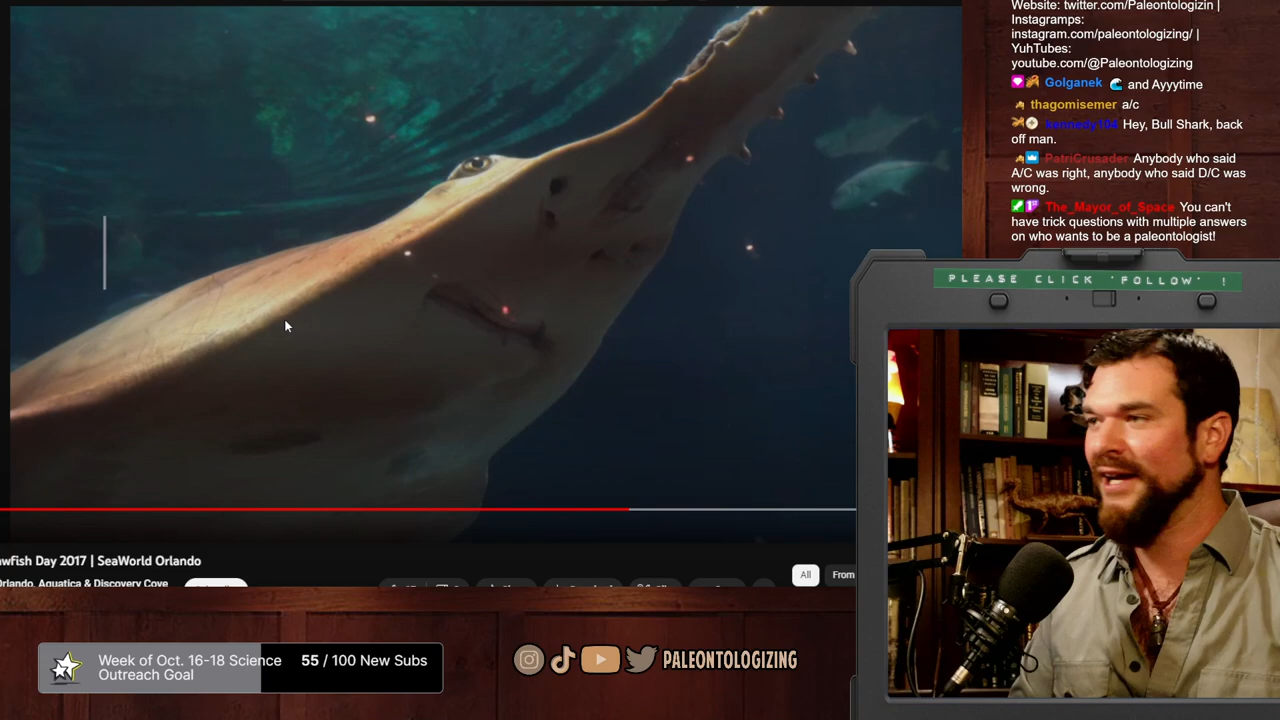 Website: twitter.com/Paleontologizin |
Instagramps:
instagram.com/paleontologizing/ |
YuhTubes:
youtube.com/@Paleontologizing
Golganek and Ayyytime
thagomisemer a/c
kennedy104 Hey, Bull Shark, back
off man.
PatriCrusader Anybody who said
A/C was right, anybody who said D/C was
wrong.
The_Mayor_of_Space You can't
have trick questions with multiple answers
on who wants to be a paleontologist!
PLEASE CLICK 'FOLLOW' !
awfish Day 2017 | SeaWorld Orlando
Orlando, Aquatica & Discovery Cove
All From
Week of Oct. 16-18 Science
Outreach Goal
55 / 100 New Subs
PALEONTOLOGIZING